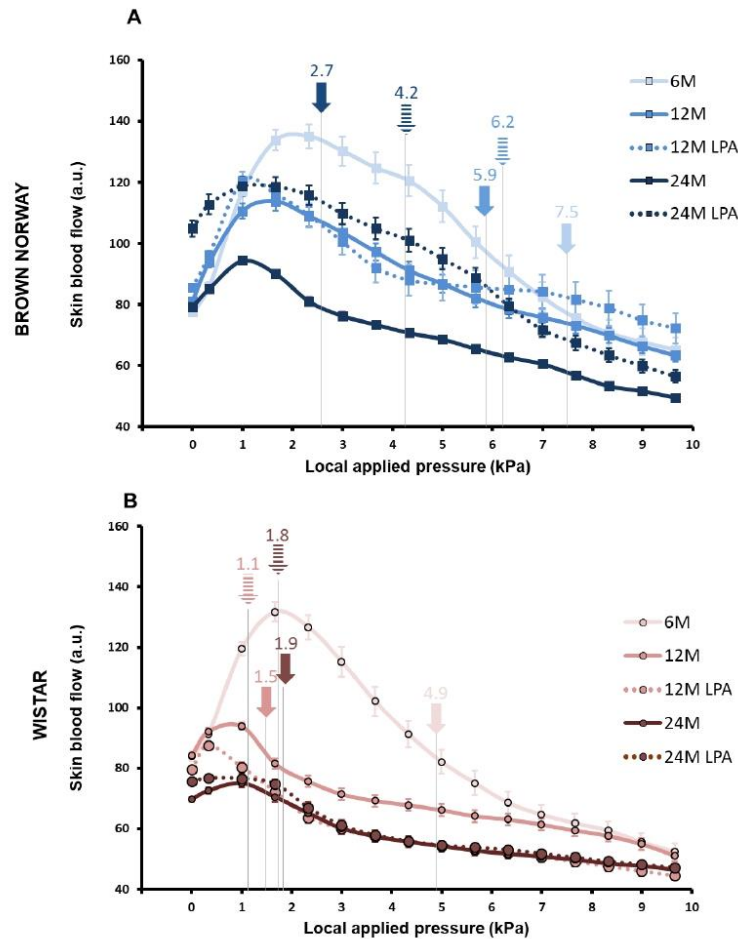 A
BROWN NORWAY
Skin blood flow (a.u.)
160
140
120
100
80
60
40
2.7
4.2
6.2
5.9
7.5
6M
12M
12M LPA
24M
24M LPA
0 1 2 3 4 5 6 7 8 9 10
Local applied pressure (kPa)
B
WISTAR
Skin blood flow (a.u.)
160
140
120
100
80
60
40
1.8
1.1
1.9
1.5
4.9
6M
12M
12M LPA
24M
24M LPA
0 1 2 3 4 5 6 7 8 9 10
Local applied pressure (kPa)